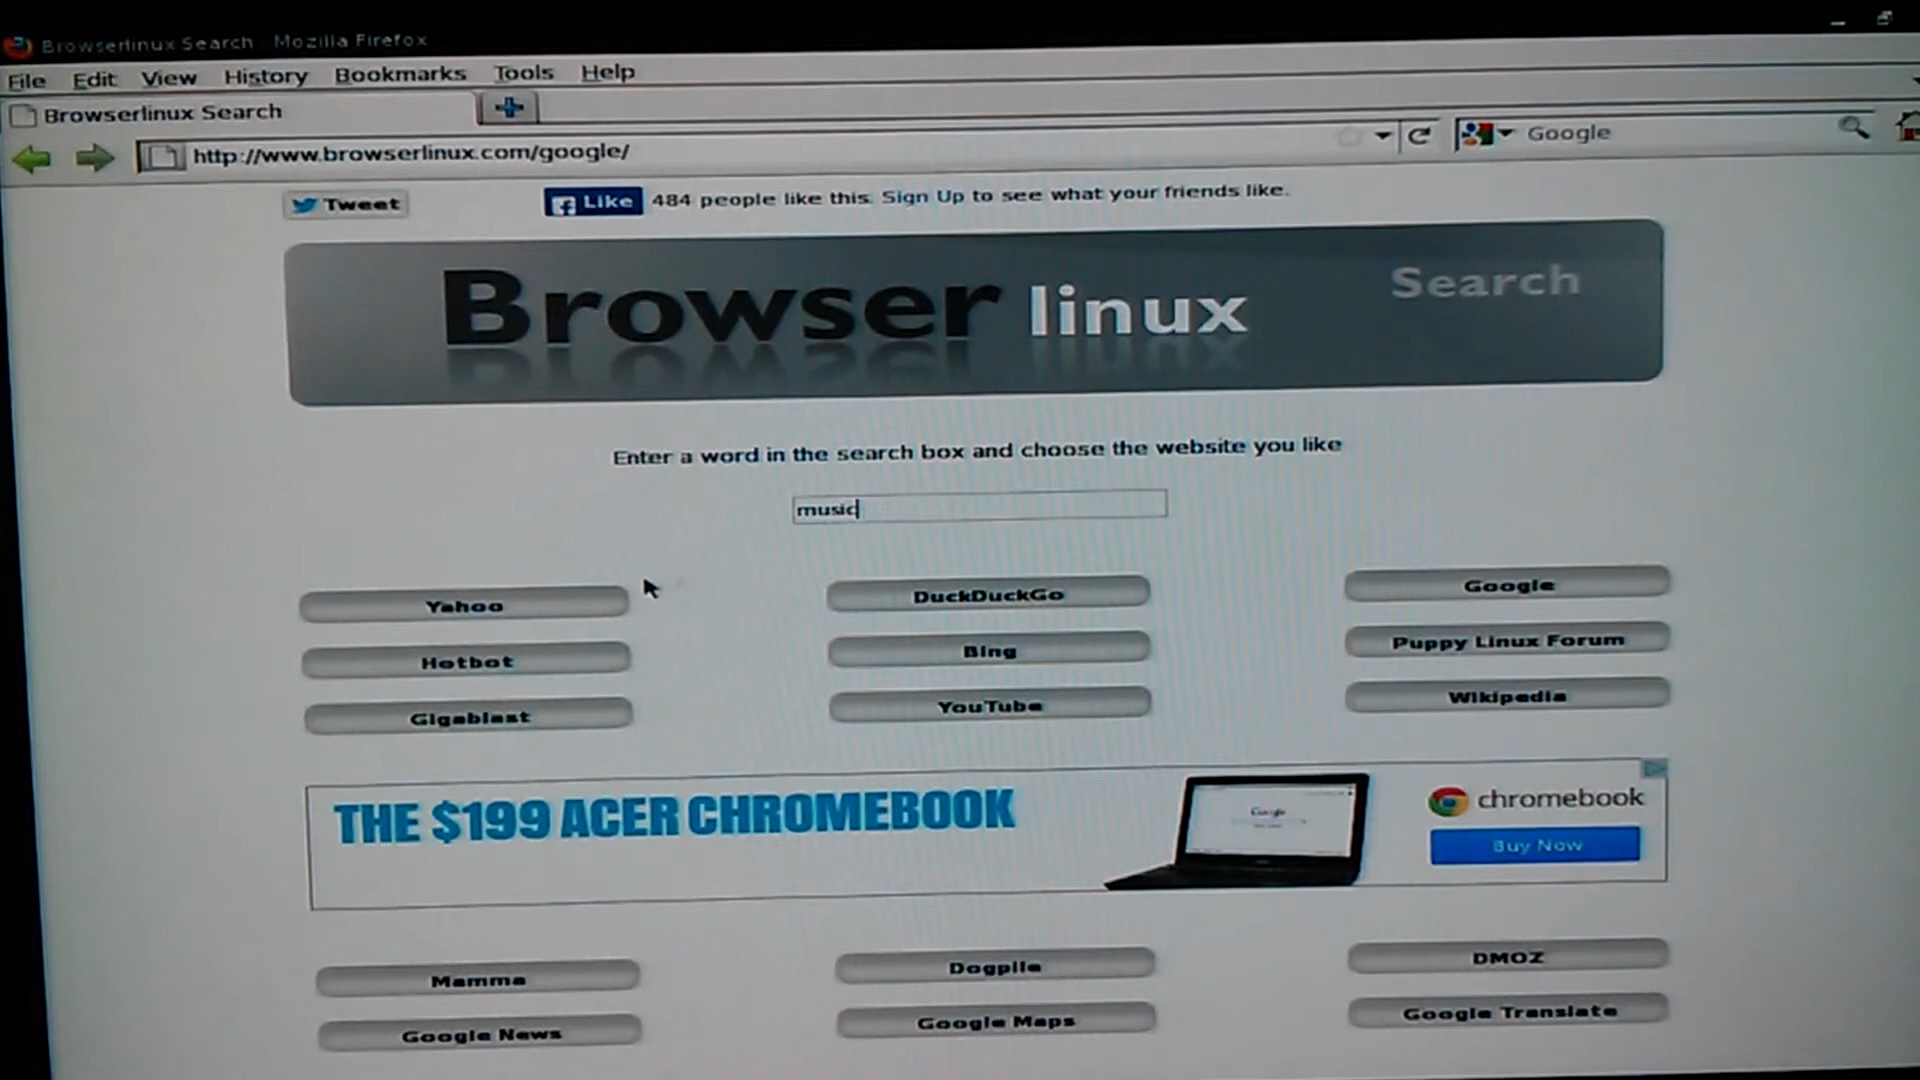 Browserlinux Search - Mozilla Firefox
File Edit View History Bookmarks Tools Help
Browserlinux Search
http://www.browserlinux.com/google/
Google
Tweet
Like 484 people like this. Sign Up to see what your friends like.
Browser linux
Search
Enter a word in the search box and choose the website you like
music
Yahoo DuckDuckGo Google
Hotbot Bing Puppy Linux Forum
Gigablast YouTube Wikipedia
THE $199 ACER CHROMEBOOK
Google
chromebook
Buy Now
Mamma Dogpile DMOZ
Google News Google Maps Google Translate